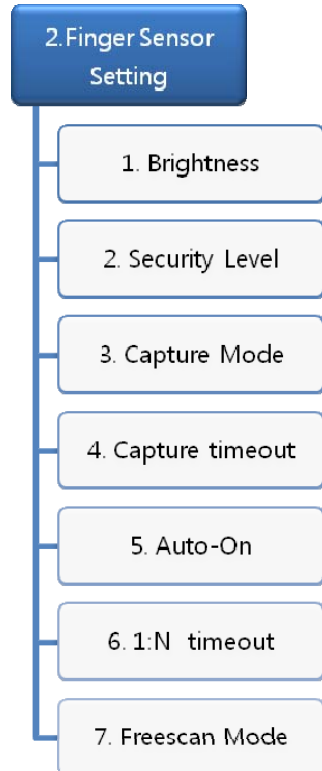 2.Finger Sensor
Setting
1. Brightness
2. Security Level
3. Capture Mode
4. Capture timeout
5. Auto-On
6. 1:N timeout
7. Freescan Mode